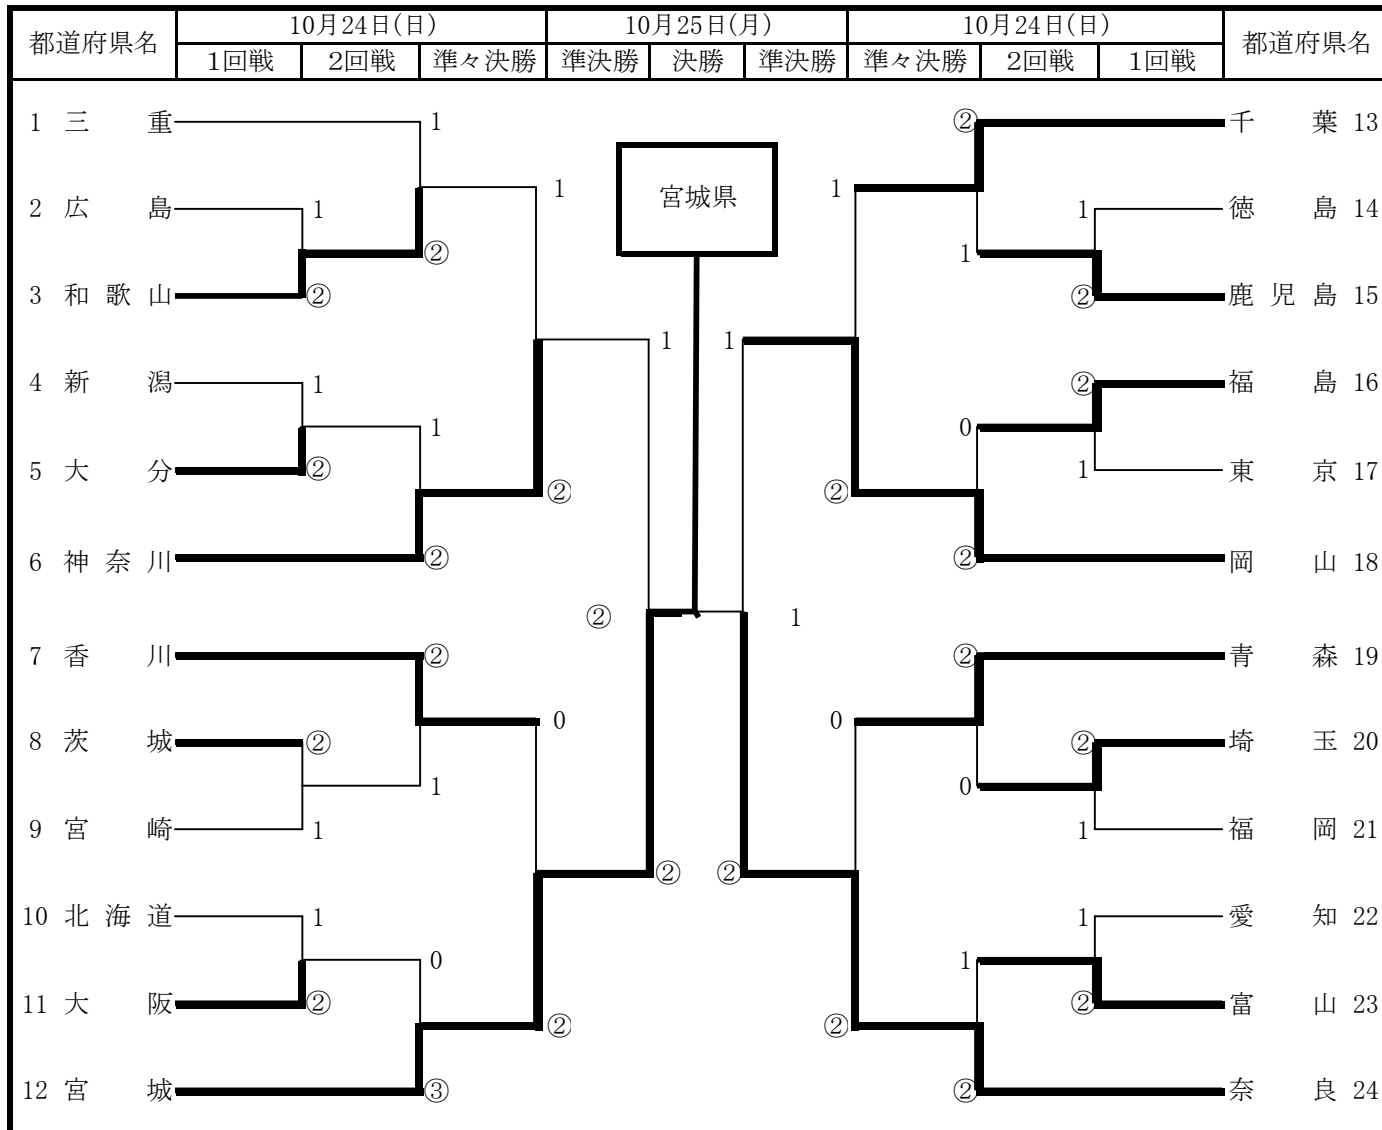 都道府県名 10月24日(日) 10月25日(月) 10月24日(日) 都道府県名
1回戦 2回戦 準々決勝 準決勝 決勝 準決勝 準々決勝 2回戦 1回戦
1 三重 1 ② 千葉 13
宮城県
1 1
2 広島 1 1 徳島 14
② 1
3 和歌山 ② ② 鹿児島 15
1 1
4 新潟 1 ② 福島 16
1 0
5 大分 ② 1 東京 17
② ②
6 神奈川 ② ② 岡山 18
② 1
7 香川 ② ② 青森 19
0 0
8 茨城 ② ② 埼玉 20
1 0
9 宮崎 1 1 福岡 21
② ②
10 北海道 1 1 愛知 22
0 1
11 大阪 ② ② 富山 23
② ②
12 宮城 ③ ② 奈良 24